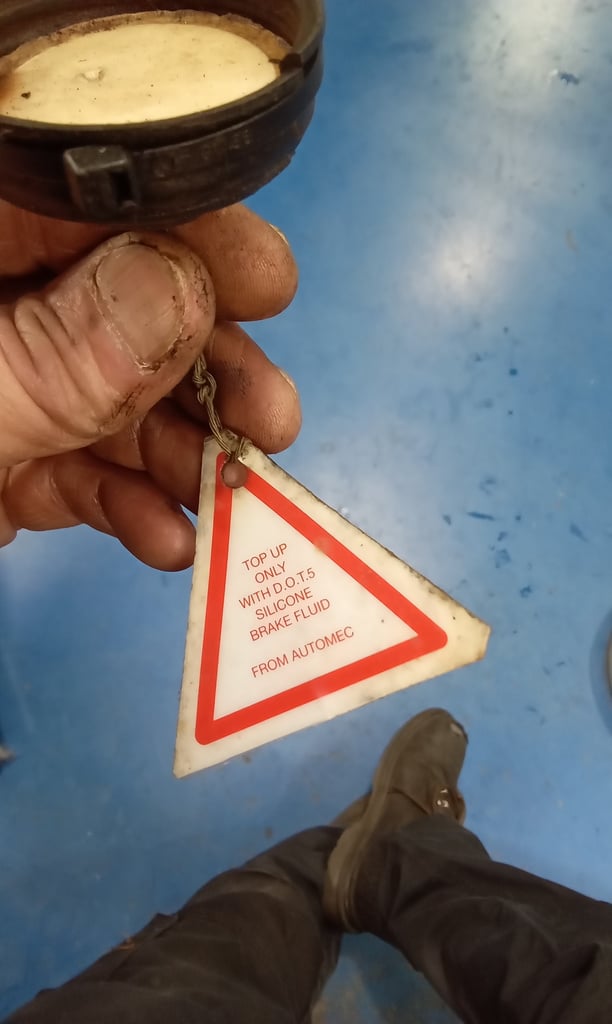 TOP UP
ONLY
WITH D.O.T.5
SILICONE
BRAKE FLUID
FROM AUTOMEC